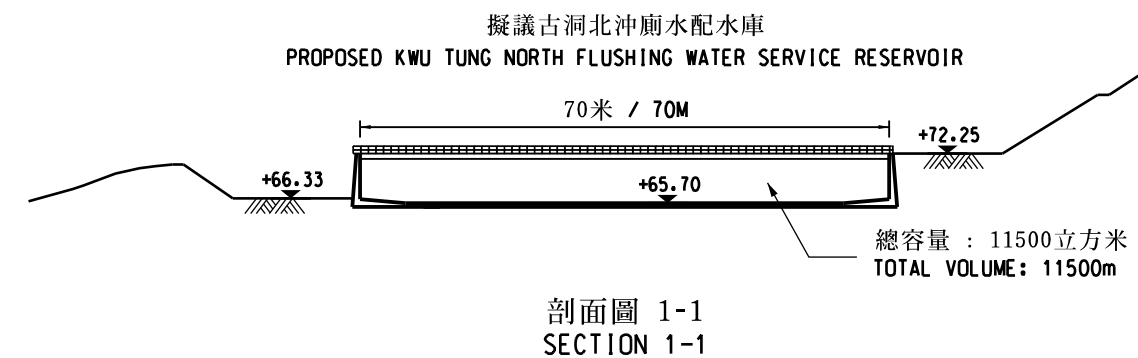 擬議古洞北沖廁水配水庫
PROPOSED KWU TUNG NORTH FLUSHING WATER SERVICE RESERVOIR
70米 / 70M
+72.25
+66.33
+65.70
總容量 : 11500立方米
TOTAL VOLUME: 11500m
剖面圖 1-1
SECTION 1-1